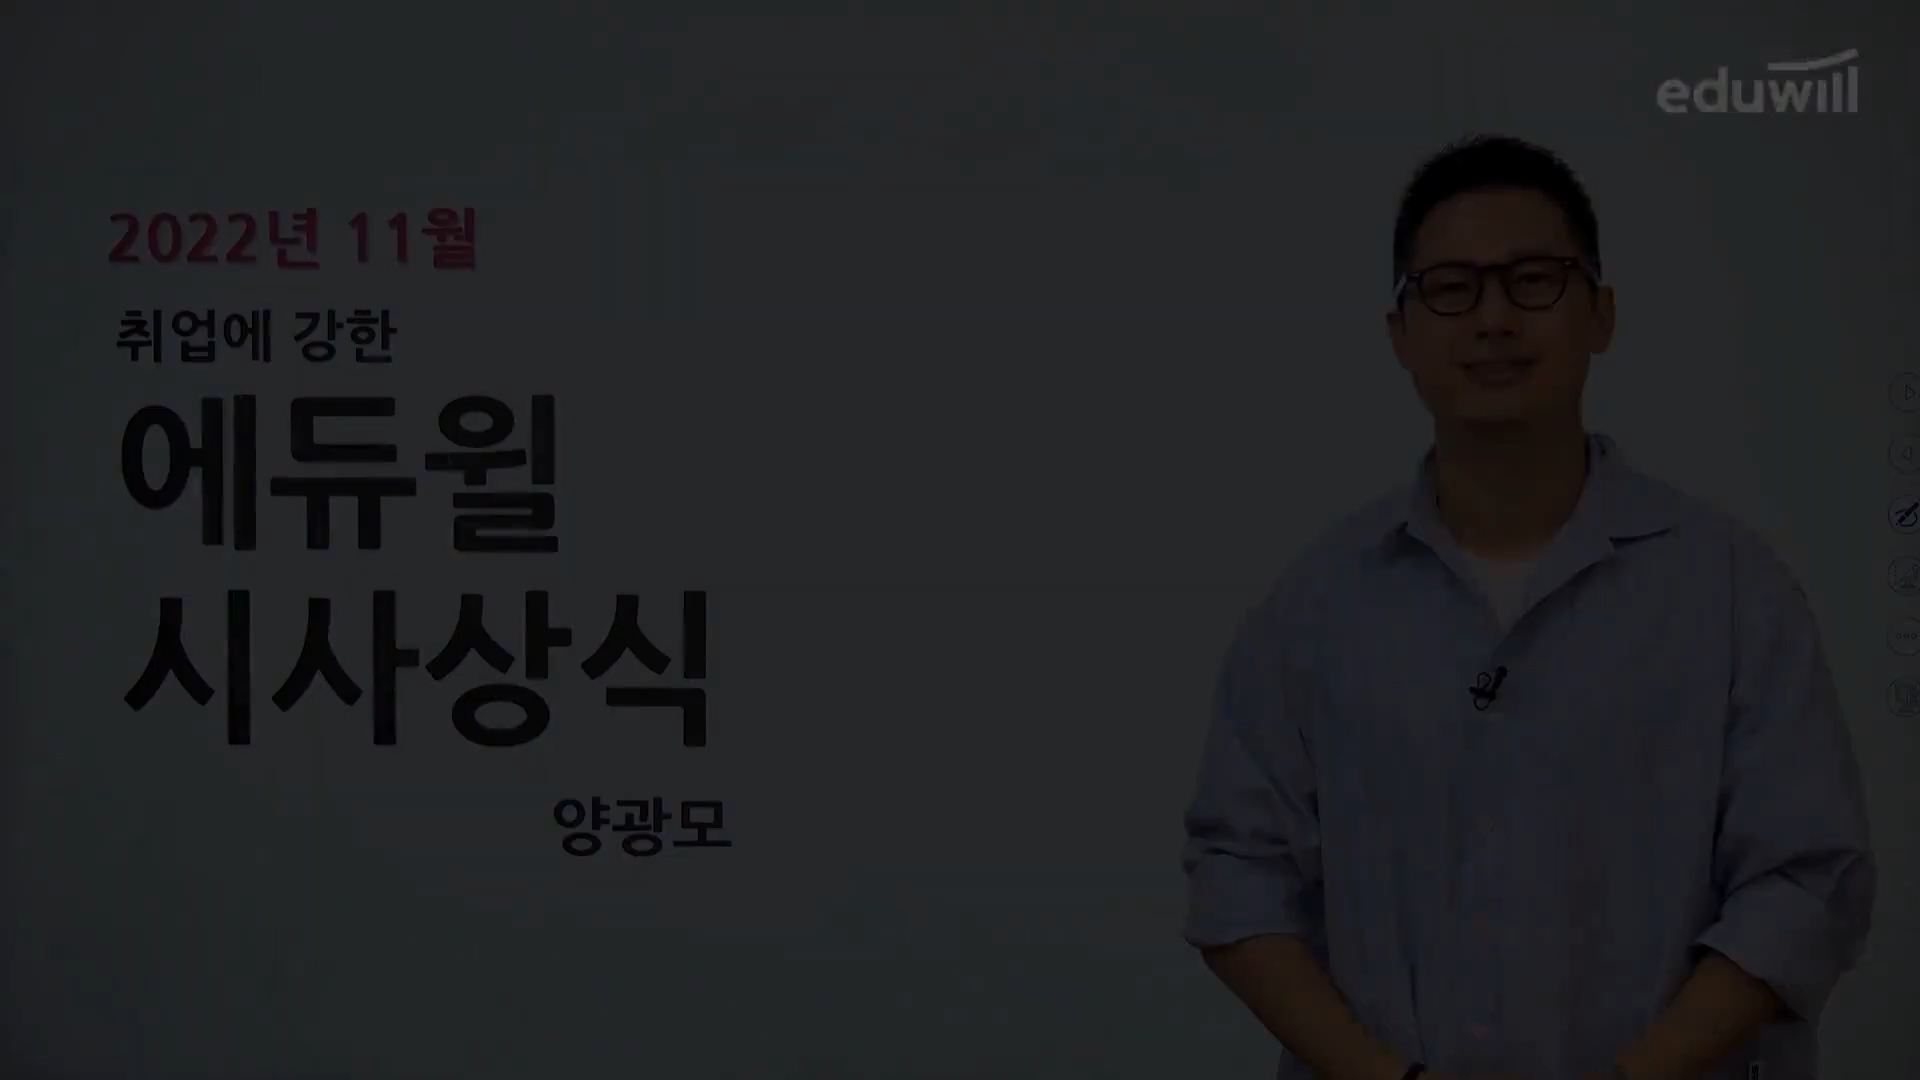 eduwill
2022년 11월
취업에 강한
에듀윌
시사상식
양광모